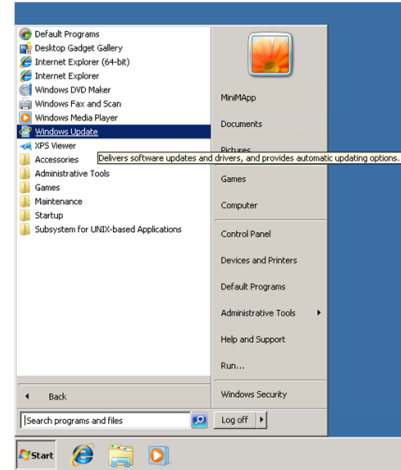 Default Programs
Desktop Gadget Gallery
Internet Explorer (64-bit)
Internet Explorer
Windows DVD Maker
Windows Fax and Scan
Windows Media Player
Windows Update
XPS Viewer
Accessories
Delivers software updates and drivers, and provides automatic updating options.
Administrative Tools
Games
Maintenance
Startup
Subsystem for UNIX-based Applications
Back
Search programs and files
MiniMApp
Documents
Pictures
Games
Computer
Control Panel
Devices and Printers
Default Programs
Administrative Tools
Help and Support
Run...
Windows Security
Log off
Start